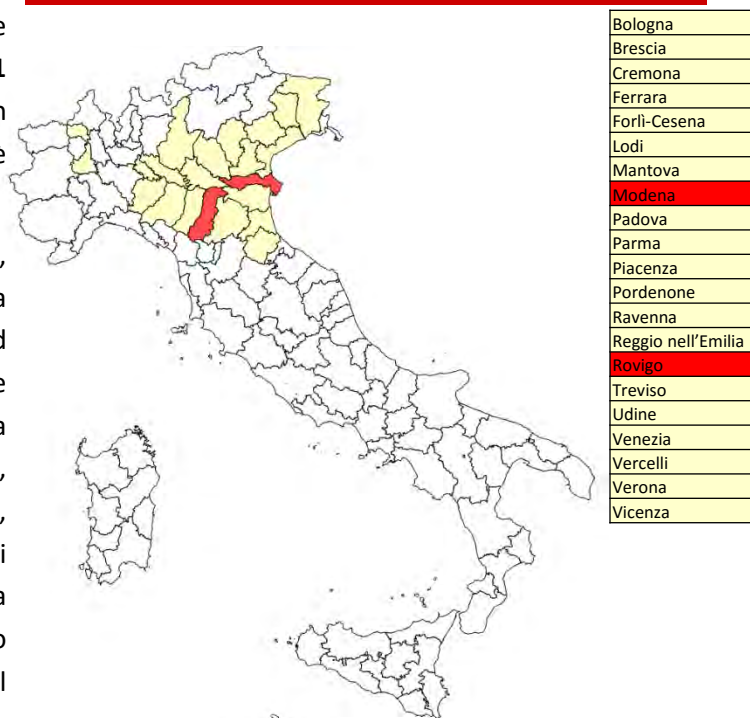 e
1
n
e
,
a
d
e
a
,
,
i
a
o
l
Bologna
Brescia
Cremona
Ferrara
Forlì-Cesena
Lodi
Mantova
Modena
Padova
Parma
Piacenza
Pordenone
Ravenna
Reggio nell’Emilia
Rovigo
Treviso
Udine
Venezia
Vercelli
Verona
Vicenza